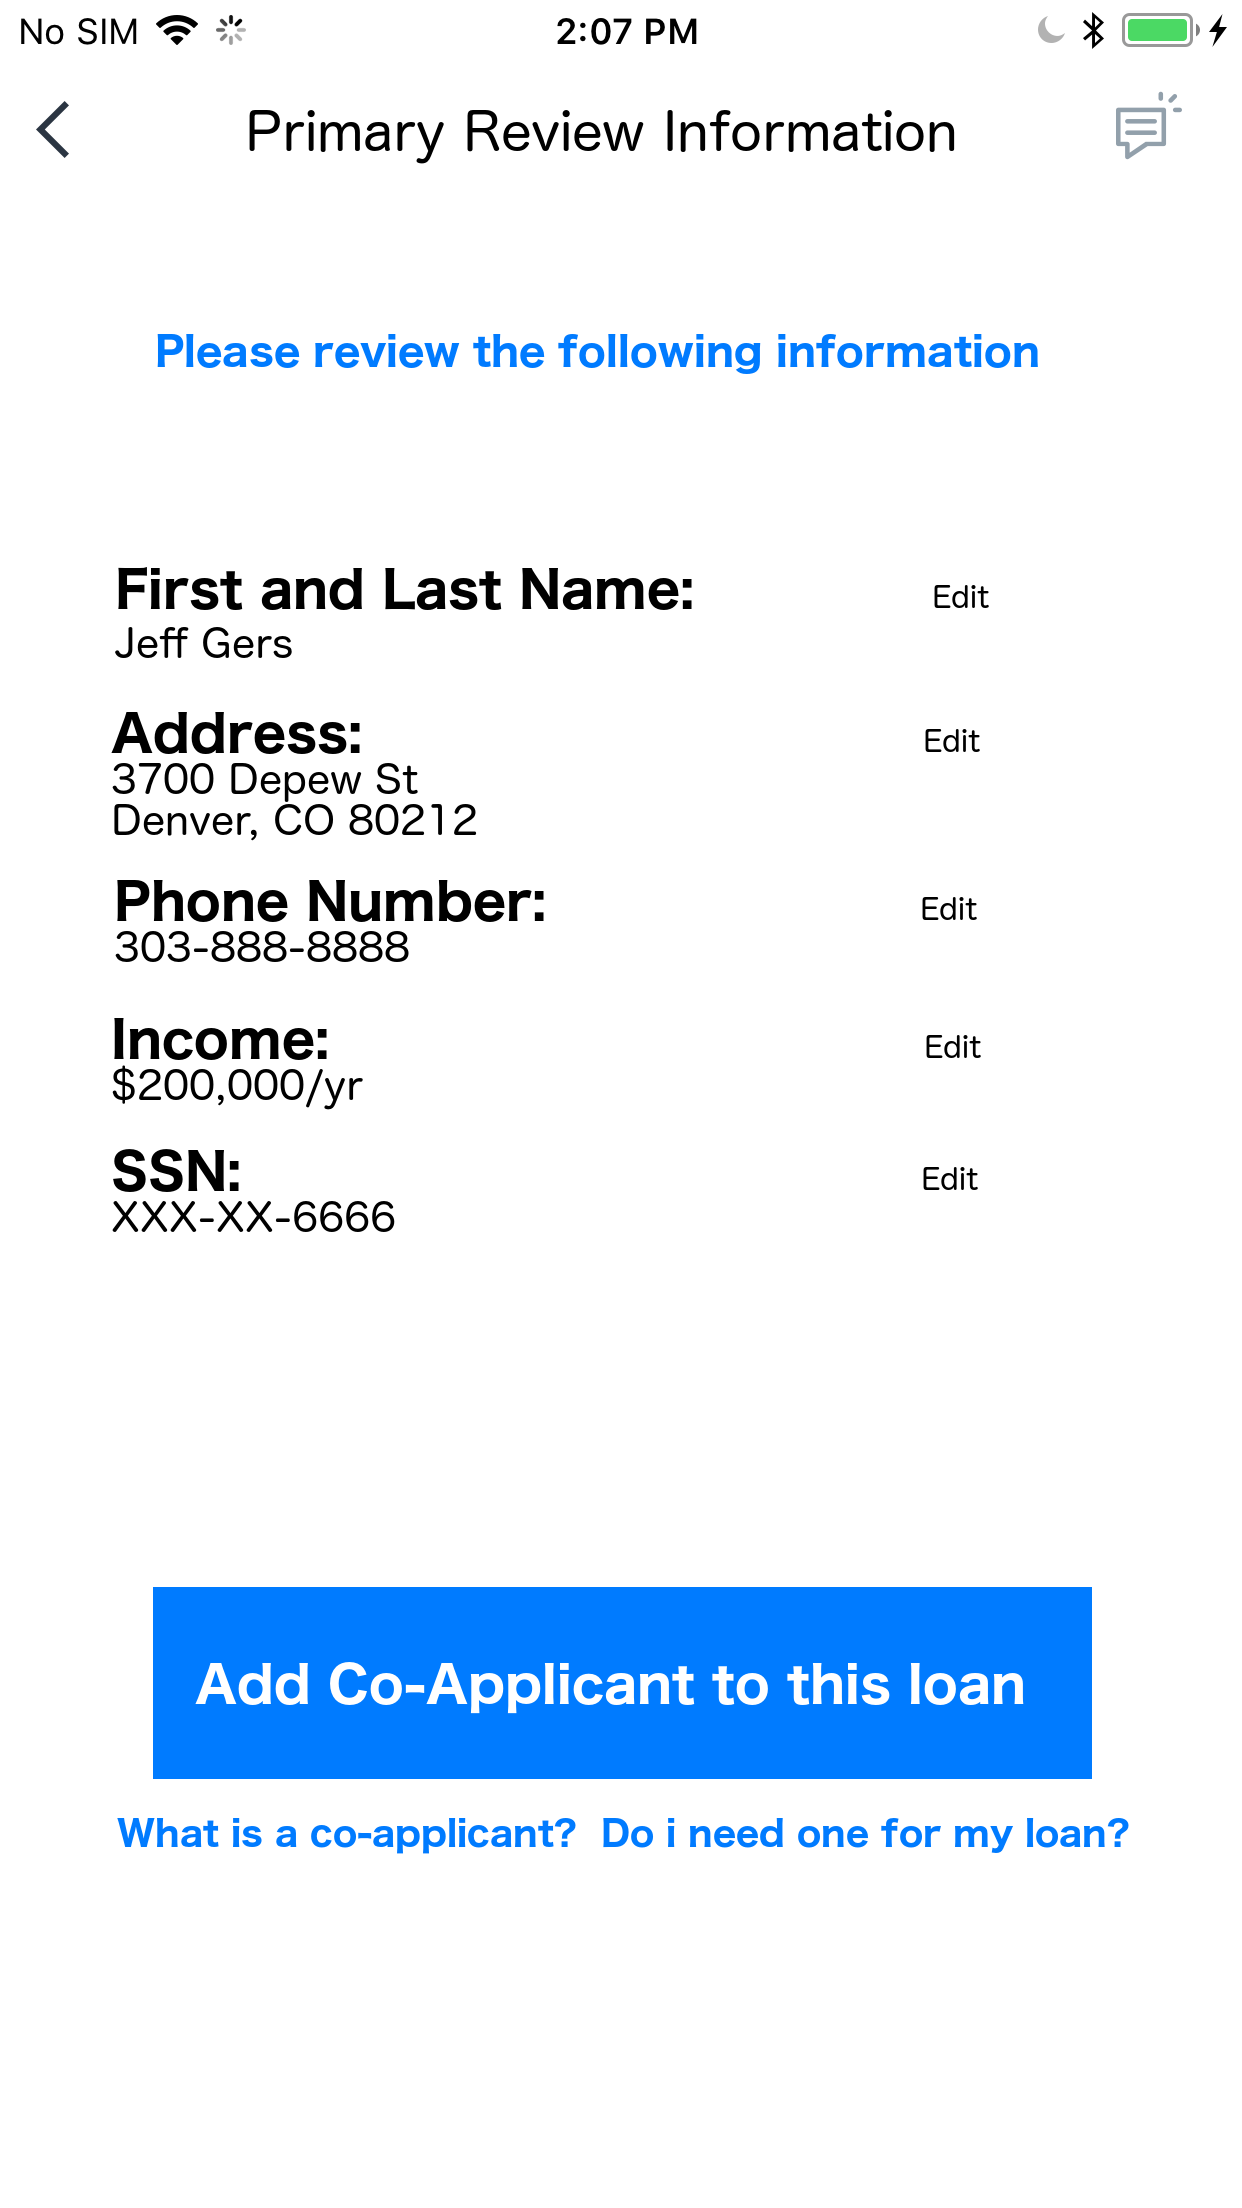 No SIM 2:07 PM
Primary Review Information
Please review the following information
First and Last Name: Edit
Jeff Gers
Address: Edit
3700 Depew St
Denver, CO 80212
Phone Number: Edit
303-888-8888
Income: Edit
$200,000/yr
SSN: Edit
XXX-XX-6666
Add Co-Applicant to this loan
What is a co-applicant?  Do i need one for my loan?